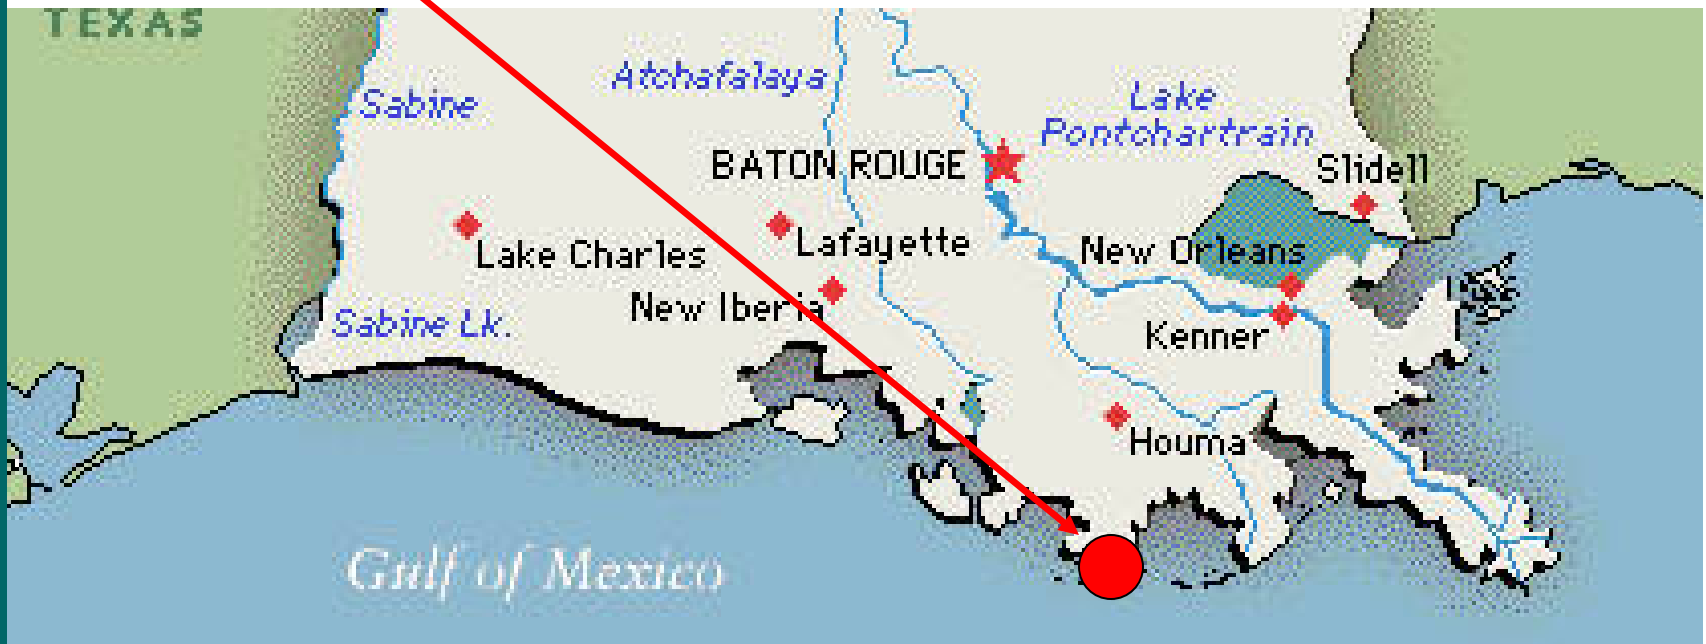 TEXAS
Sabine
Atchafalaya
Lake
Pontchartrain
BATON ROUGE
Slidell
Lake Charles
Lafayette
New Orleans
New Iberia
Sabine Lk.
Kenner
Houma
Gulf of Mexico